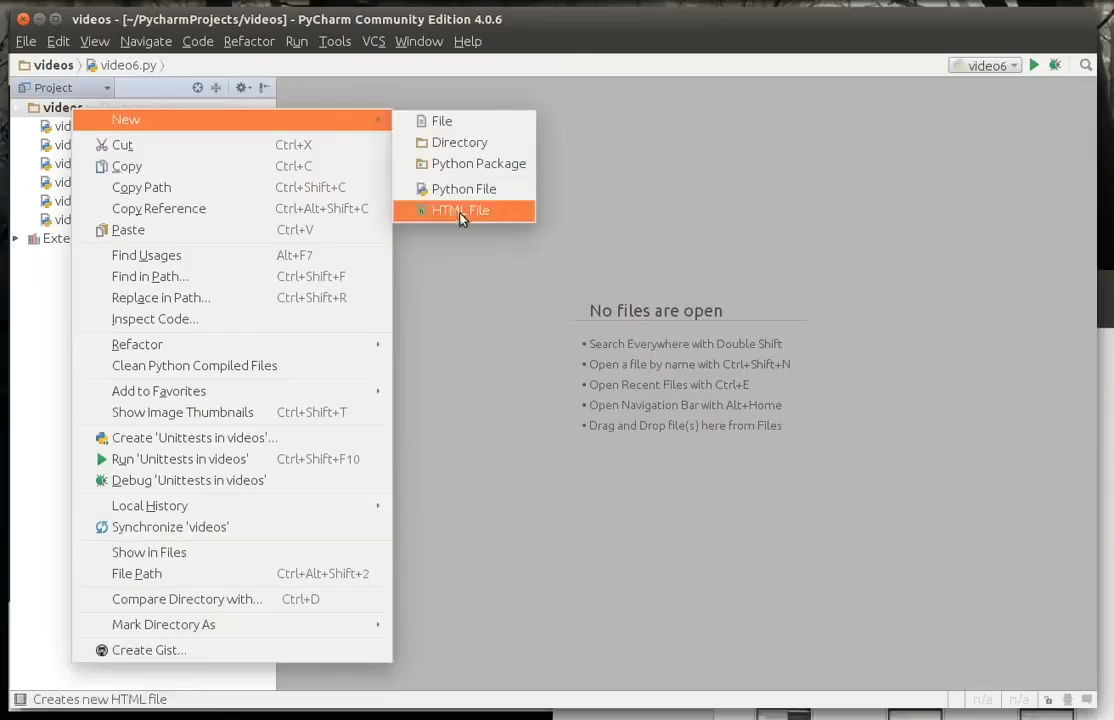 videos - [~/PycharmProjects/videos] - PyCharm Community Edition 4.0.6
File Edit View Navigate Code Refactor Run Tools VCS Window Help
videos video6.py video6
Project
videos
vid
vid
vid
vid
vid
vid
Exte
New
Cut Ctrl+X
Copy Ctrl+C
Copy Path Ctrl+Shift+C
Copy Reference Ctrl+Alt+Shift+C
Paste Ctrl+V
Find Usages Alt+F7
Find in Path... Ctrl+Shift+F
Replace in Path... Ctrl+Shift+R
Inspect Code...
Refactor
Clean Python Compiled Files
Add to Favorites
Show Image Thumbnails Ctrl+Shift+T
Create 'Unittests in videos'...
Run 'Unittests in videos' Ctrl+Shift+F10
Debug 'Unittests in videos'
Local History
Synchronize 'videos'
Show in Files
File Path Ctrl+Alt+Shift+2
Compare Directory with... Ctrl+D
Mark Directory As
Create Gist...
File
Directory
Python Package
Python File
HTML File
No files are open
• Search Everywhere with Double Shift
• Open a file by name with Ctrl+Shift+N
• Open Recent Files with Ctrl+E
• Open Navigation Bar with Alt+Home
• Drag and Drop file(s) here from Files
Creates new HTML file n/a n/a